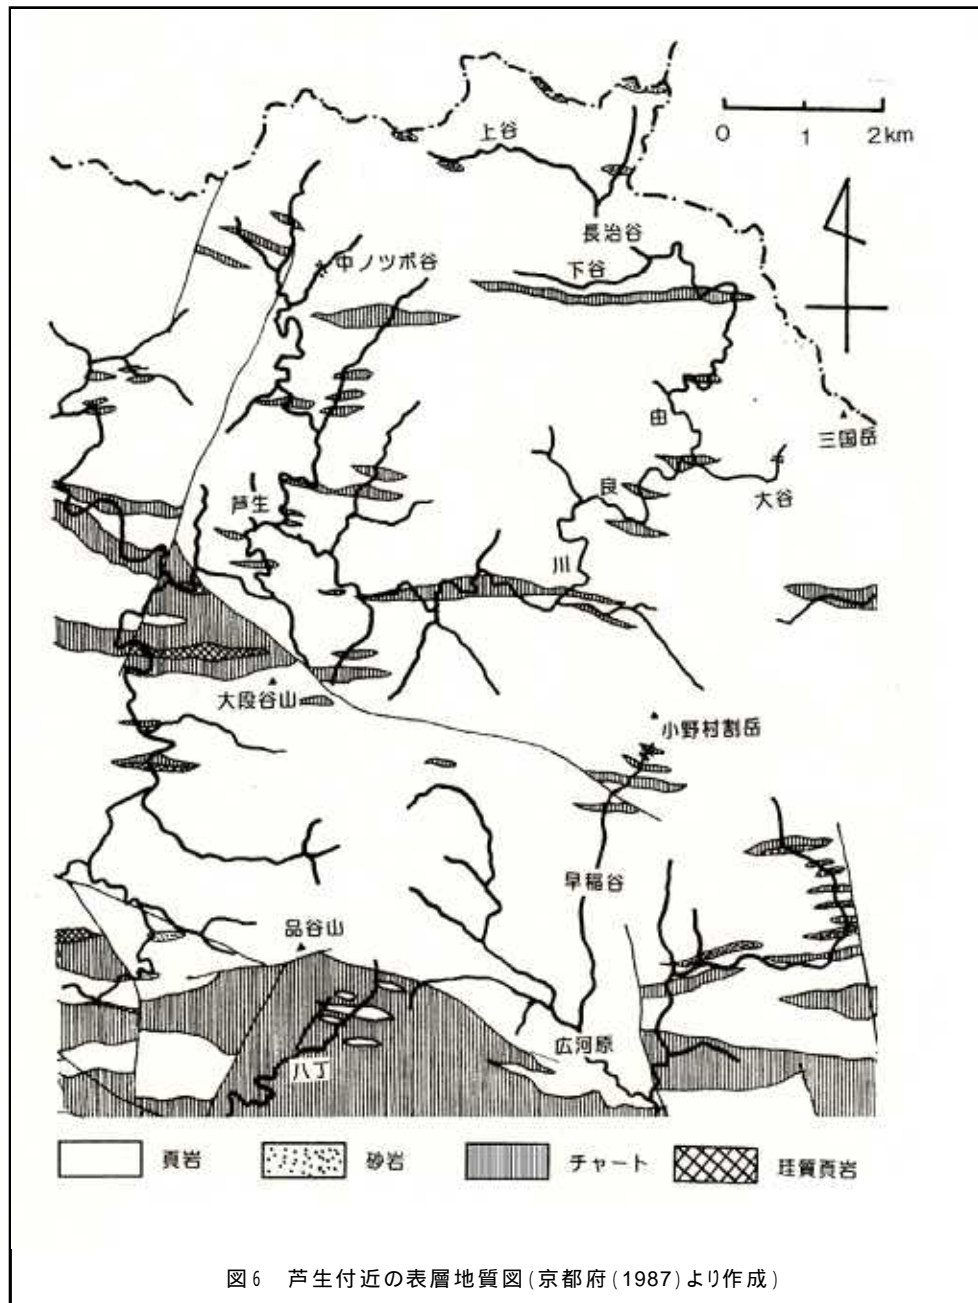 上谷
0 1 2km
長治谷
中ノツボ谷
下谷
由
三国岳
芦生
良
大谷
川
大段谷山
小野村割岳
早稲谷
品谷山
広河原
八丁
頁岩
砂岩
チャート
珪質頁岩
図6 芦生付近の表層地質図(京都府(1987)より作成)